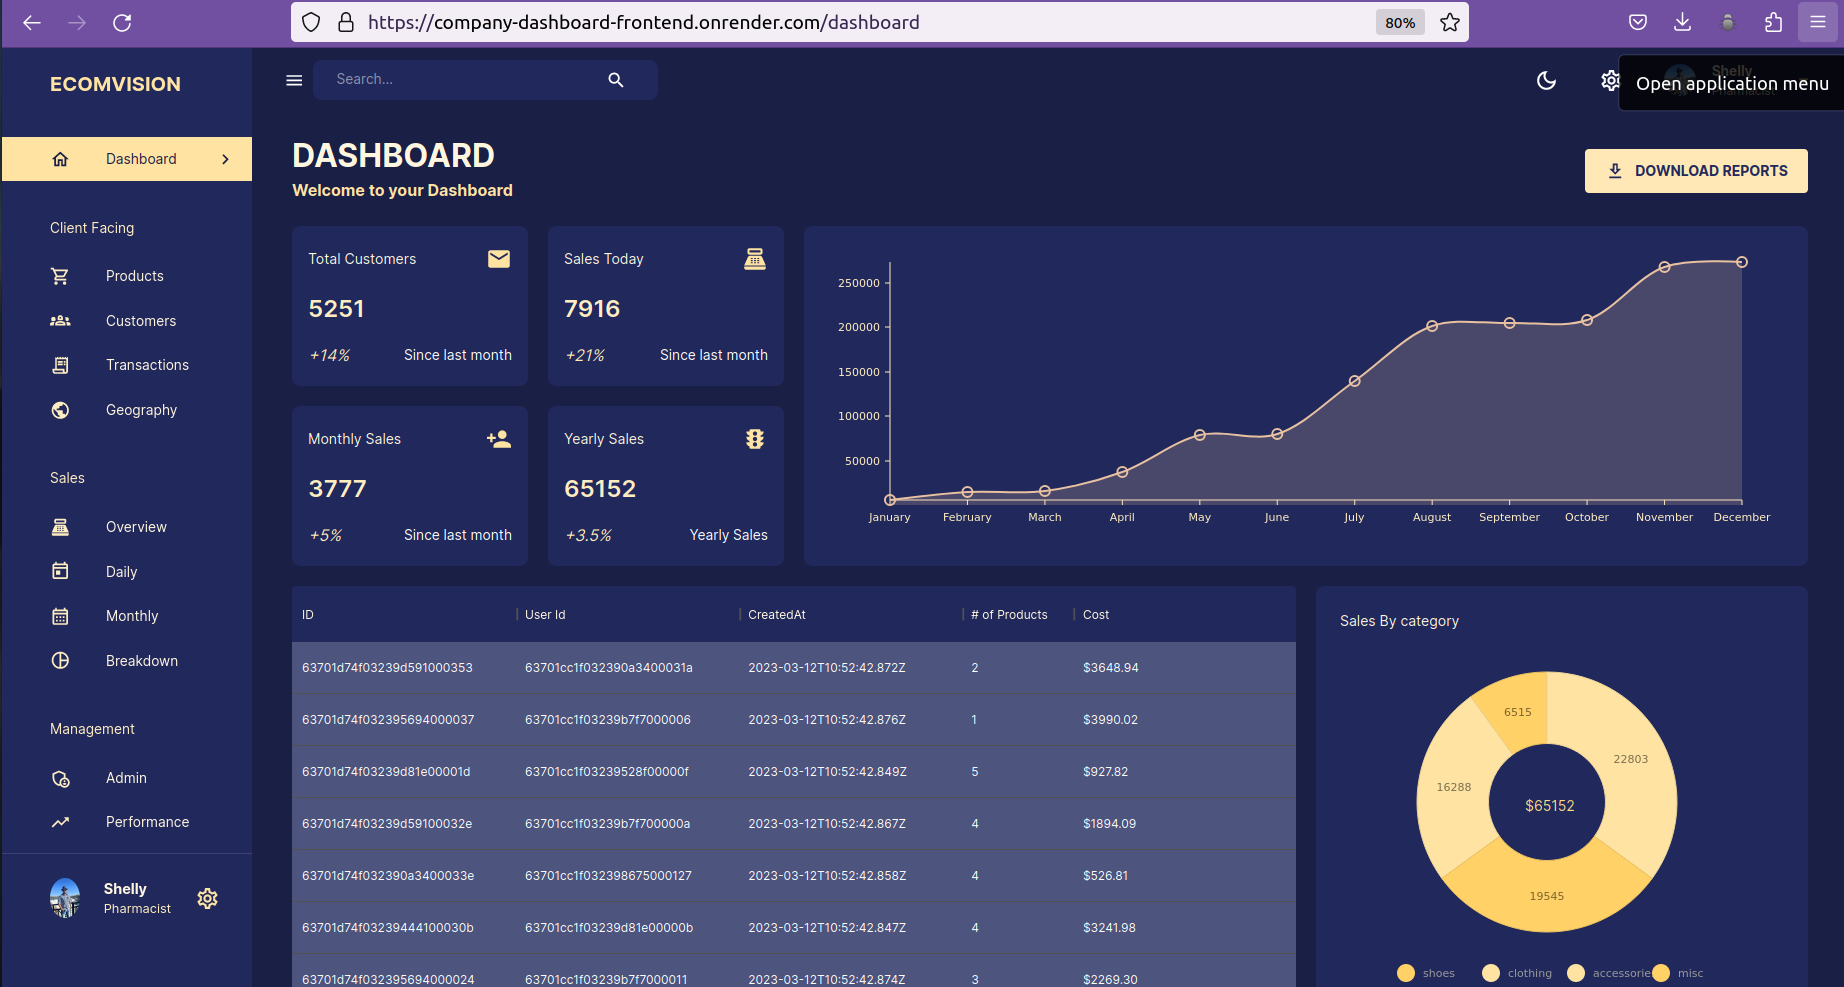 https://company-dashboard-frontend.onrender.com/dashboard
80%
ECOMVISION
Search...
Shelly
Open application menu
DASHBOARD
Welcome to your Dashboard
DOWNLOAD REPORTS
Dashboard
Client Facing
Products
Customers
Transactions
Geography
Sales
Overview
Daily
Monthly
Breakdown
Management
Admin
Performance
Shelly
Pharmacist
Total Customers
5251
+14% Since last month
Sales Today
7916
+21% Since last month
Monthly Sales
3777
+5% Since last month
Yearly Sales
65152
+3.5% Yearly Sales
250000
200000
150000
100000
50000
January February March April May June July August September October November December
ID User Id CreatedAt # of Products Cost
63701d74f03239d591000353 63701cc1f032390a3400031a 2023-03-12T10:52:42.872Z 2 $3648.94
63701d74f032395694000037 63701cc1f03239b7f7000006 2023-03-12T10:52:42.876Z 1 $3990.02
63701d74f03239d81e00001d 63701cc1f03239528f00000f 2023-03-12T10:52:42.849Z 5 $927.82
63701d74f03239d59100032e 63701cc1f03239b7f700000a 2023-03-12T10:52:42.867Z 4 $1894.09
63701d74f032390a3400033e 63701cc1f032398675000127 2023-03-12T10:52:42.858Z 4 $526.81
63701d74f03239444100030b 63701cc1f03239d81e00000b 2023-03-12T10:52:42.847Z 4 $3241.98
63701d74f032395694000024 63701cc1f03239b7f7000011 2023-03-12T10:52:42.874Z 3 $2269.30
Sales By category
6515
22803
16288
$65152
19545
shoes clothing accessorie misc